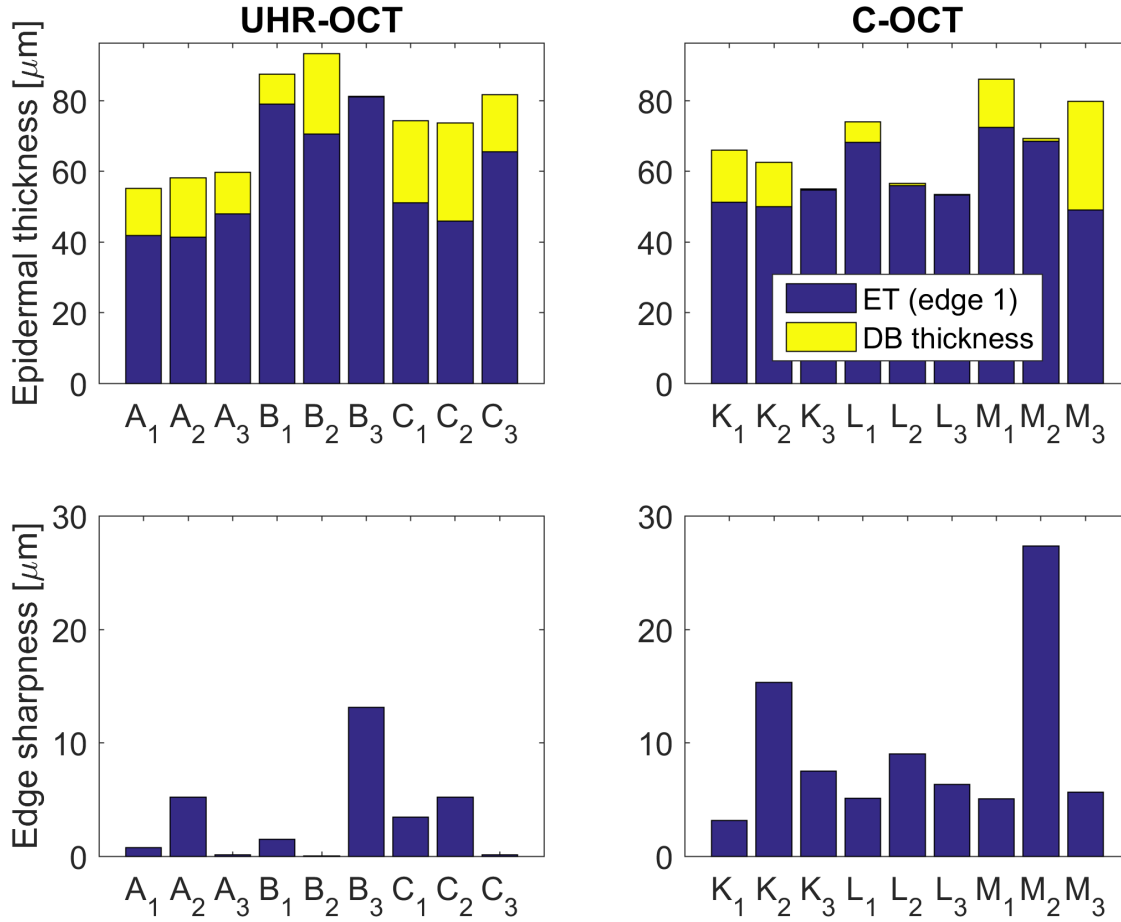 UHR-OCT
C-OCT
Epidermal thickness [μm]
80
60
40
20
0
A1 A2 A3 B1 B2 B3 C1 C2 C3
80
60
40
20
0
ET (edge 1)
DB thickness
K1 K2 K3 L1 L2 L3 M1 M2 M3
Edge sharpness [μm]
30
20
10
0
A1 A2 A3 B1 B2 B3 C1 C2 C3
30
20
10
0
K1 K2 K3 L1 L2 L3 M1 M2 M3